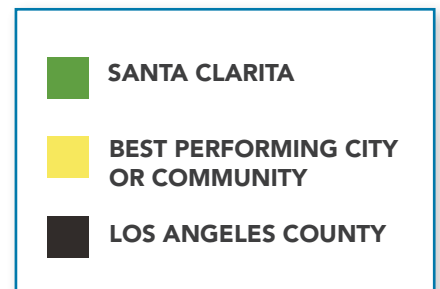 SANTA CLARITA
BEST PERFORMING CITY
OR COMMUNITY
LOS ANGELES COUNTY